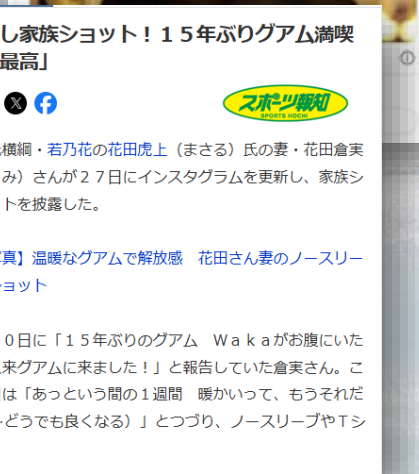 し家族ショット！１５年ぶりグアム満喫
最高」
スポーツ報知
SPORTS HOCHI
横綱・若乃花の花田虎上（まさる）氏の妻・花田倉実
み）さんが２７日にインスタグラムを更新し、家族シ
トを披露した。
真】温暖なグアムで解放感　花田さん妻のノースリー
ョット
０日に「１５年ぶりのグアム　Ｗａｋａがお腹にいた
来グアムに来ました！」と報告していた倉実さん。こ
は「あっという間の１週間　暖かいって、もうそれだ
どうでも良くなる）」とつづり、ノースリーブやＴシ